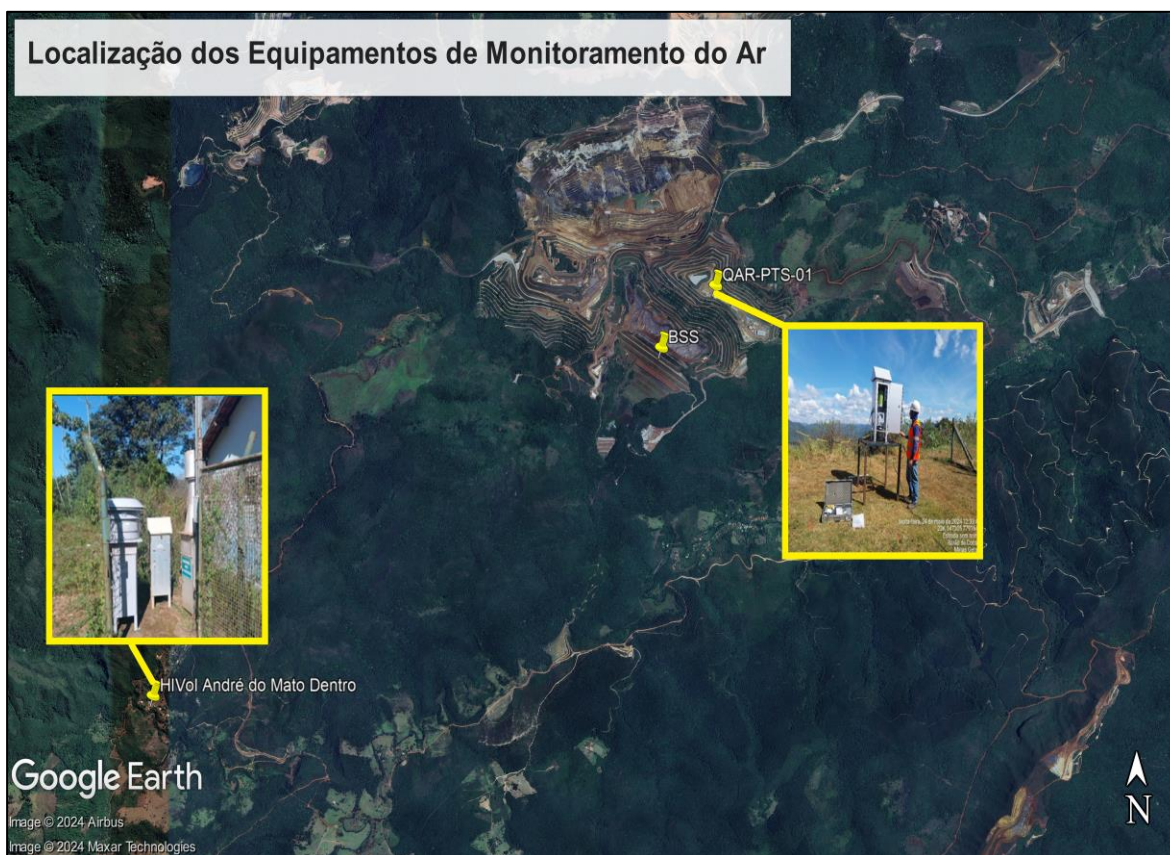 Localização dos Equipamentos de Monitoramento do Ar
QAR-PTS-01
BSS
HIVol André do Mato Dentro
Google Earth
Image © 2024 Airbus
Image © 2024 Maxar Technologies
N